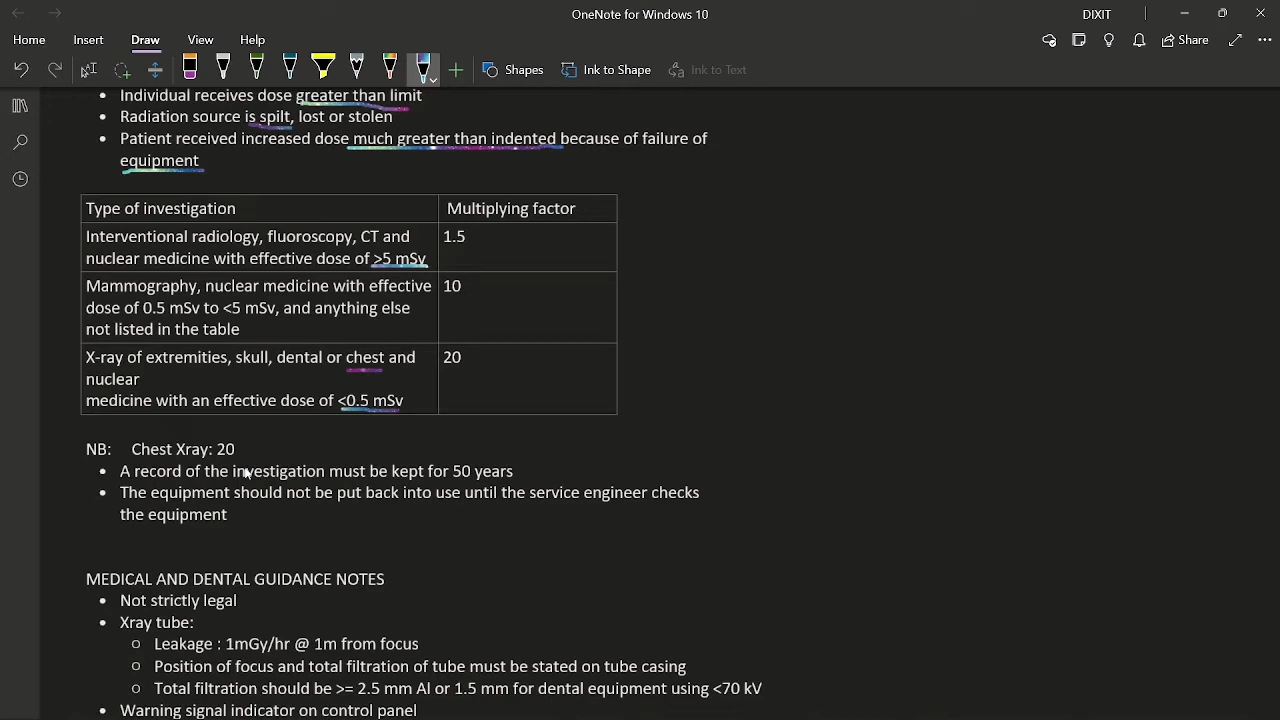 OneNote for Windows 10
DIXIT
Home Insert Draw View Help
Shapes Ink to Shape Ink to Text Share
• Individual receives dose greater than limit
• Radiation source is spilt, lost or stolen
• Patient received increased dose much greater than indented because of failure of
equipment
Type of investigation Multiplying factor
Interventional radiology, fluoroscopy, CT and 1.5
nuclear medicine with effective dose of >5 mSv
Mammography, nuclear medicine with effective 10
dose of 0.5 mSv to <5 mSv, and anything else
not listed in the table
X-ray of extremities, skull, dental or chest and 20
nuclear
medicine with an effective dose of <0.5 mSv
NB: Chest Xray: 20
• A record of the investigation must be kept for 50 years
• The equipment should not be put back into use until the service engineer checks
the equipment
MEDICAL AND DENTAL GUIDANCE NOTES
• Not strictly legal
• Xray tube:
o Leakage : 1mGy/hr @ 1m from focus
o Position of focus and total filtration of tube must be stated on tube casing
o Total filtration should be >= 2.5 mm Al or 1.5 mm for dental equipment using <70 kV
• Warning signal indicator on control panel